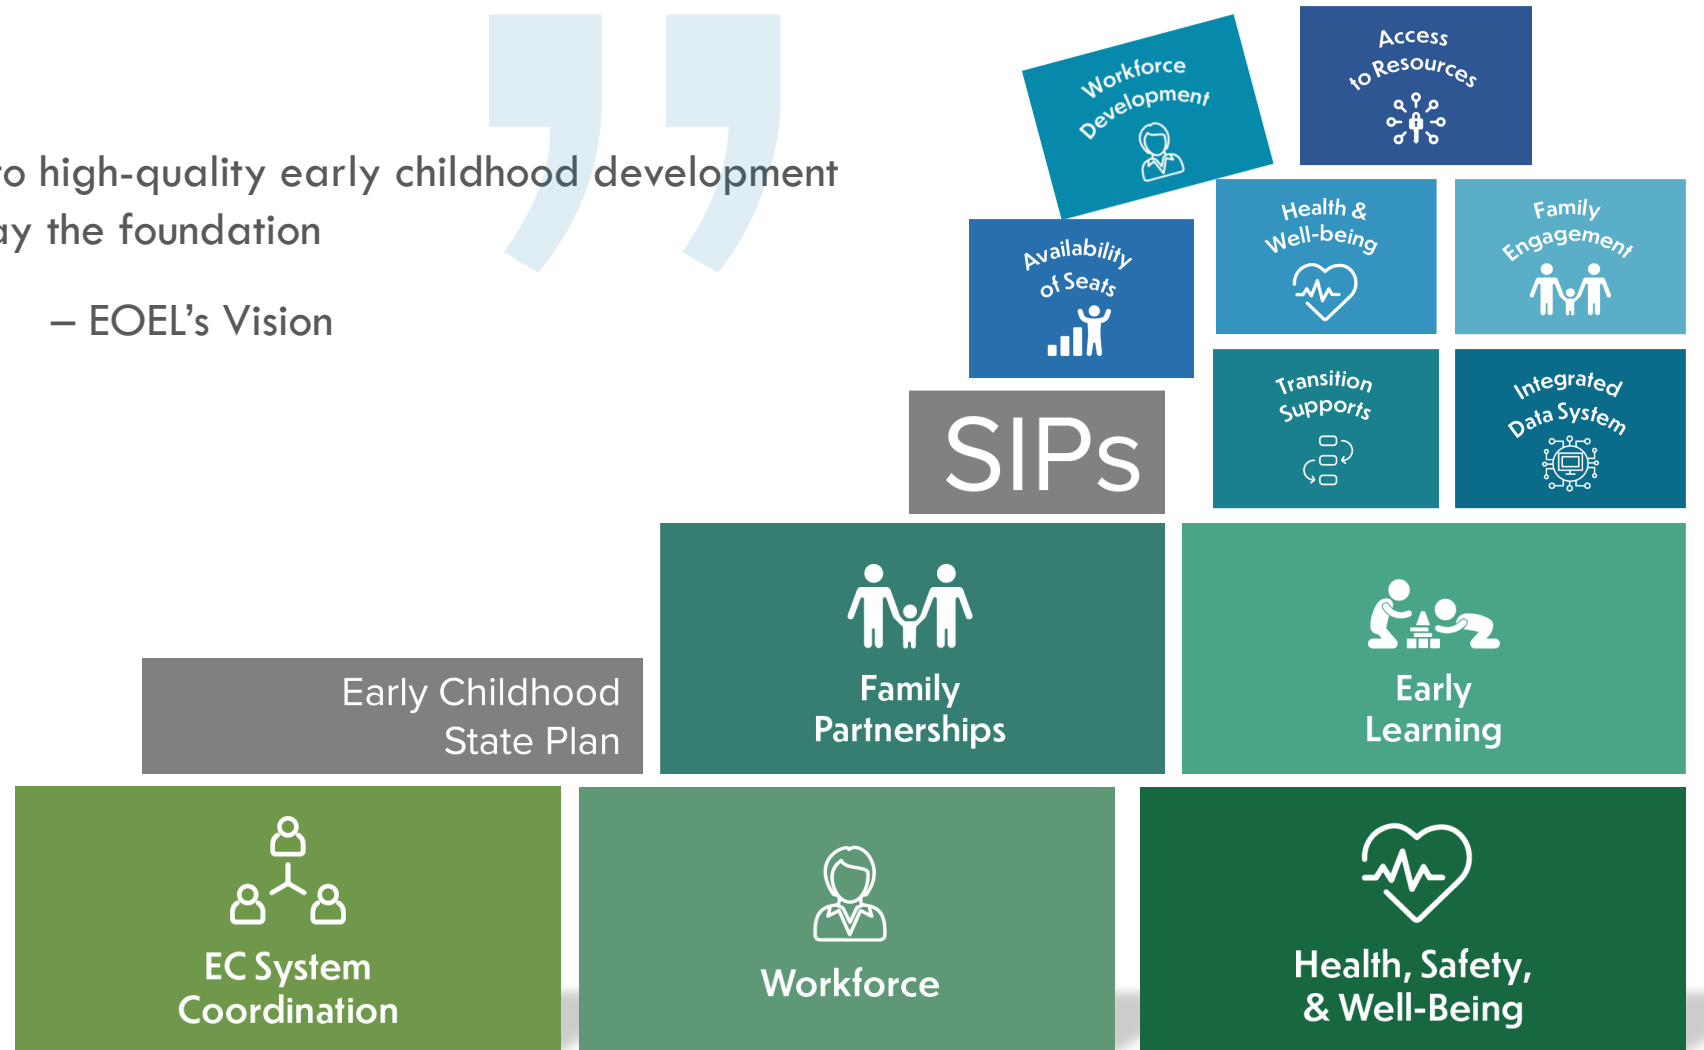 to high-quality early childhood development
ay the foundation
– EOEL's Vision
Workforce
Development
Access
to Resources
Availability
of Seats
Health &
Well-being
Family
Engagement
SIPs
Transition
Supports
Integrated
Data System
Early Childhood
State Plan
Family
Partnerships
Early
Learning
EC System
Coordination
Workforce
Health, Safety,
& Well-Being